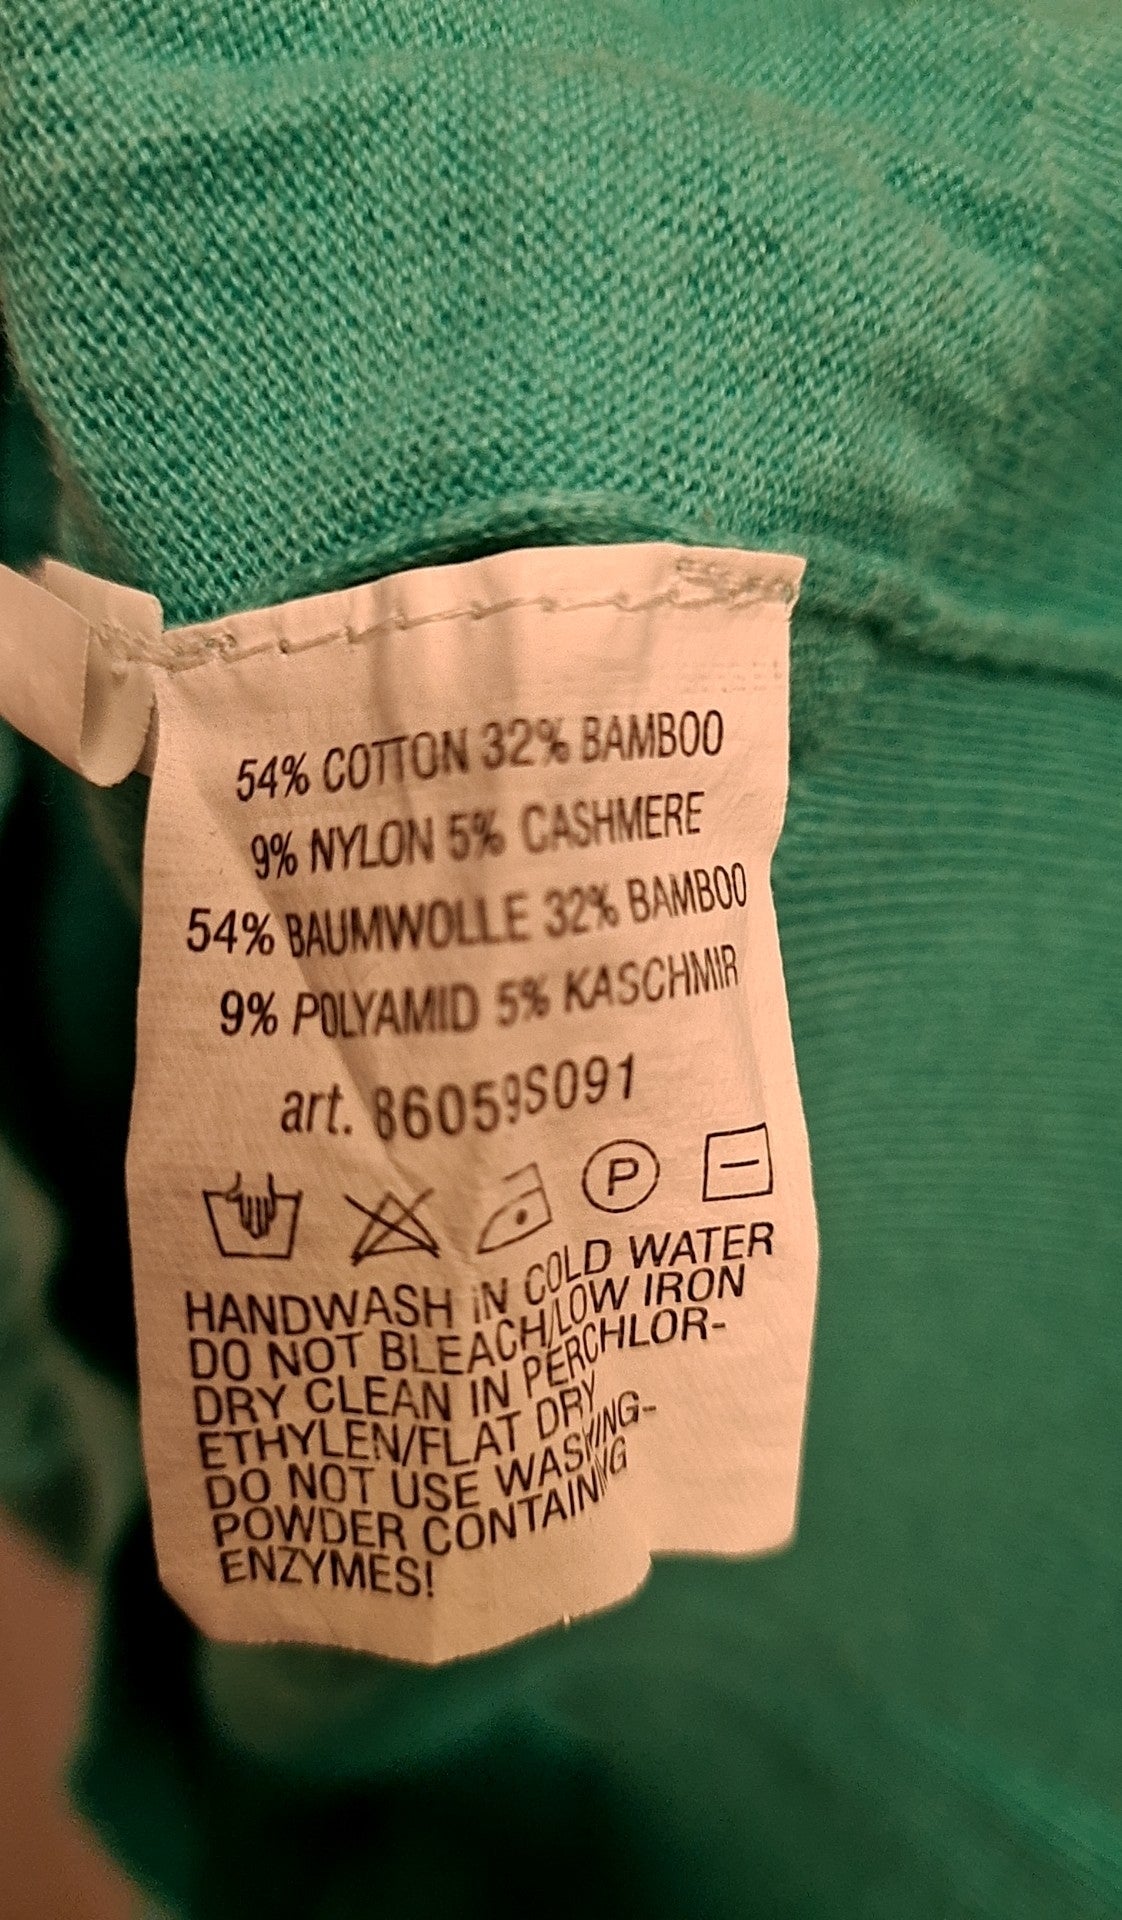 54% COTTON 32% BAMBOO
9% NYLON 5% CASHMERE
54% BAUMWOLLE 32% BAMBOO
9% POLYAMID 5% KASCHMIR
art. 86059S091
P
HANDWASH IN COLD WATER
DO NOT BLEACH/LOW IRON
DRY CLEAN IN PERCHLOR-
ETHYLEN/FLAT DRY
DO NOT USE WASHING-
POWDER CONTAINING
ENZYMES!